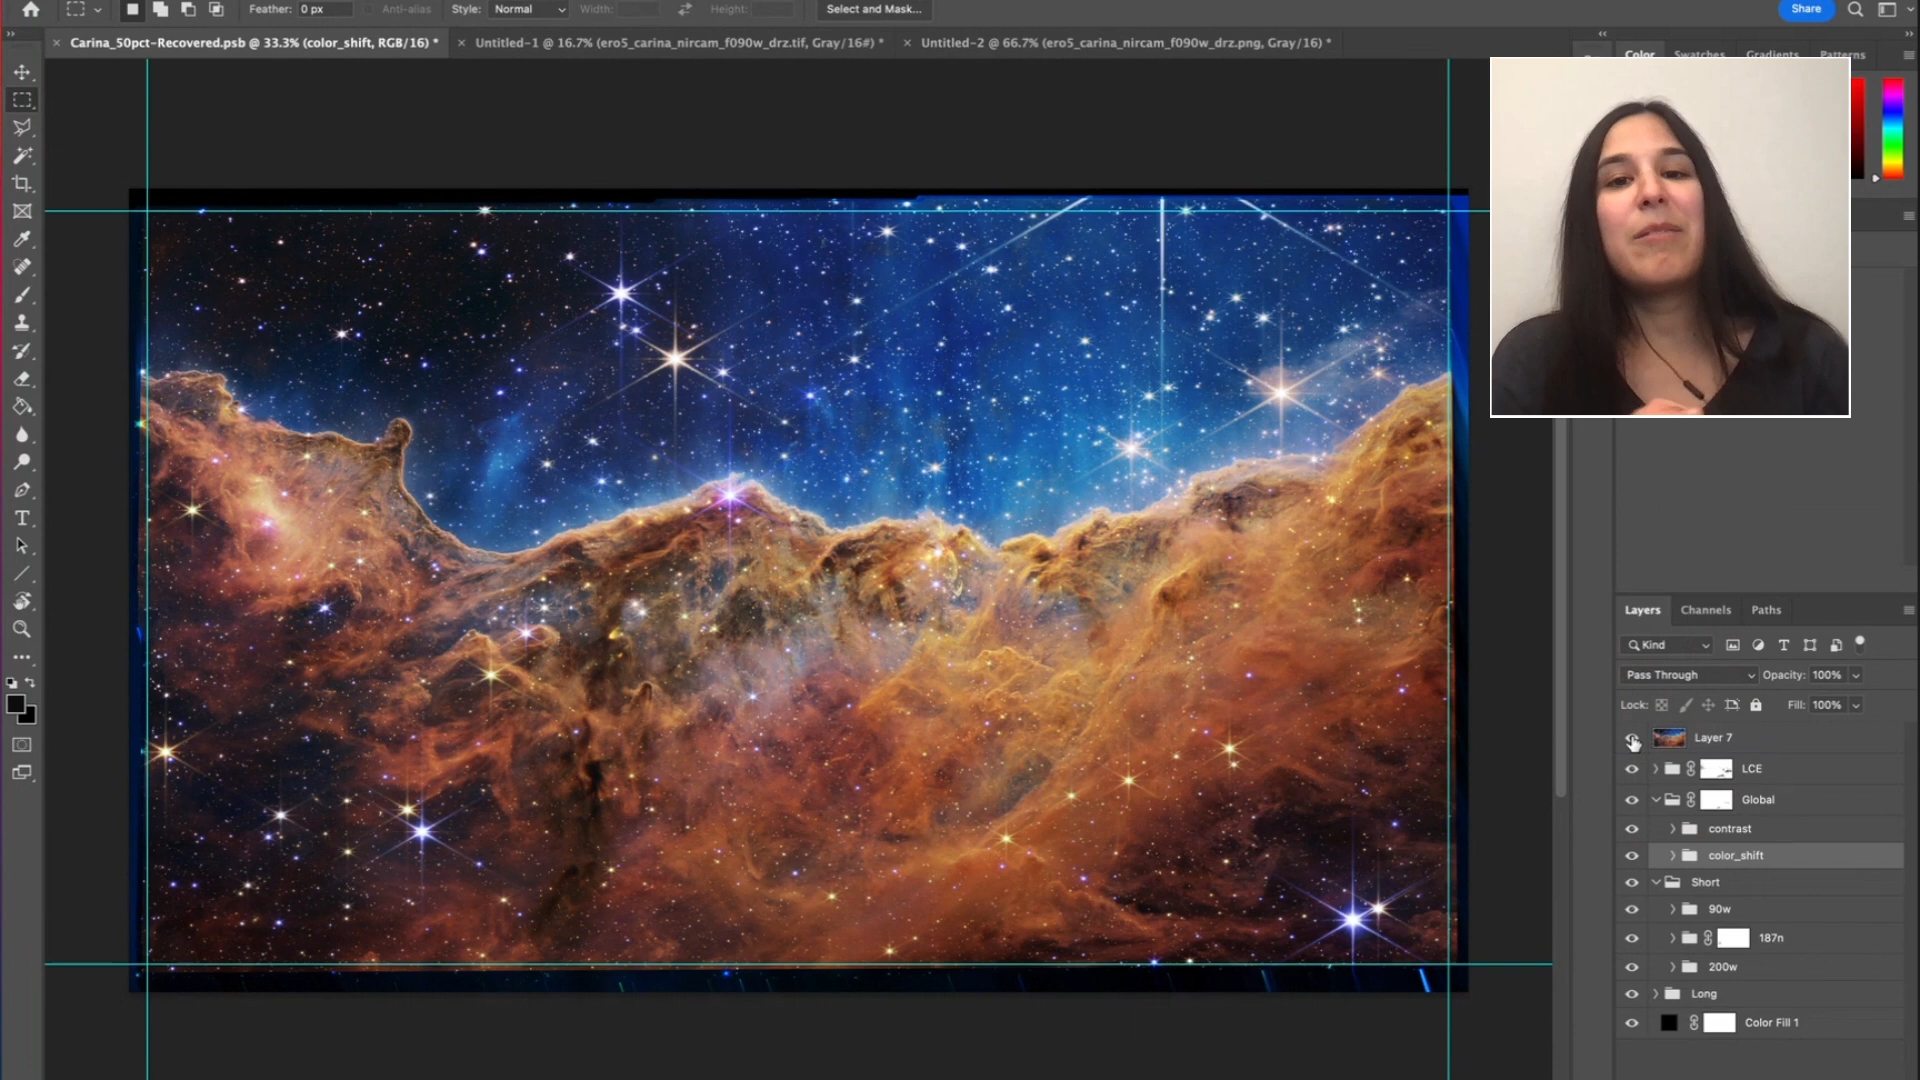 Feather: 0 px Anti-alias Style: Normal Width: Height: Select and Mask... Share
Carina_50pct-Recovered.psb @ 33.3% (color_shift, RGB/16) * Untitled-1 @ 16.7% (ero5_carina_nircam_f090w_drz.tif, Gray/16#) * Untitled-2 @ 66.7% (ero5_carina_nircam_f090w_drz.png, Gray/16) *
Color Swatches Gradients Patterns
Layers Channels Paths
Kind
Pass Through Opacity: 100%
Lock: Fill: 100%
Layer 7
LCE
Global
contrast
color_shift
Short
90w
187n
200w
Long
Color Fill 1